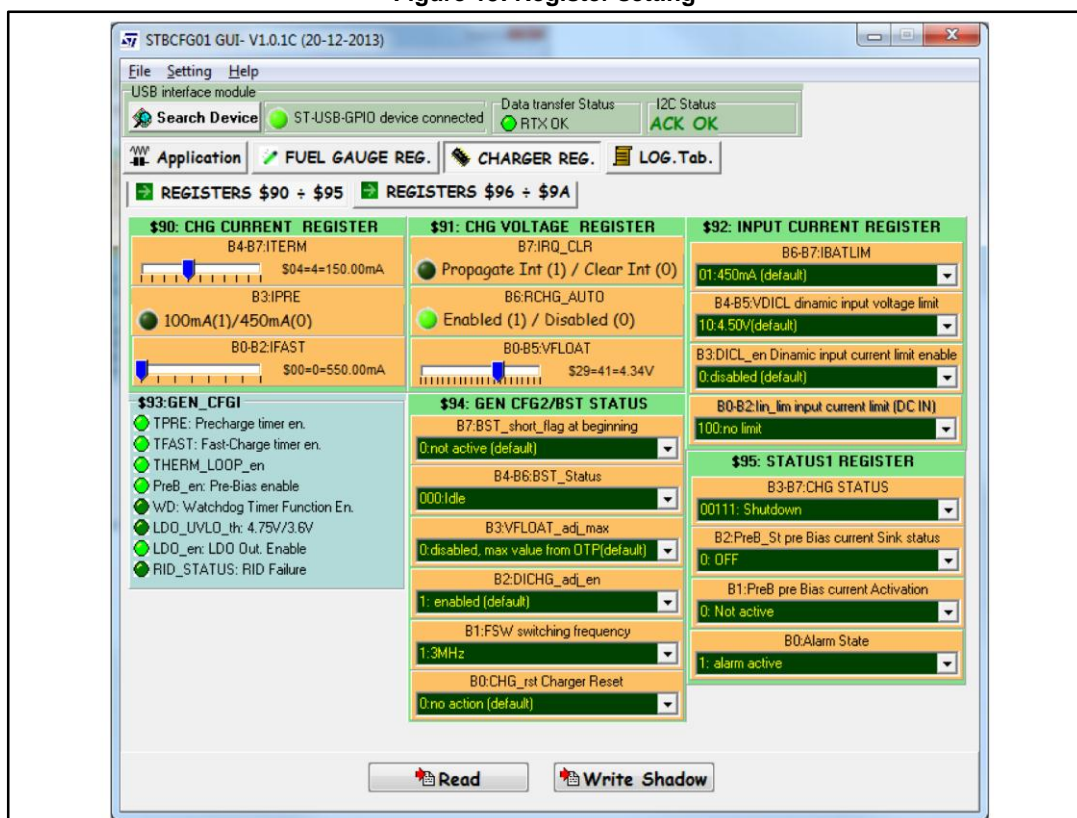 STBCFG01 GUI- V1.0.1C (20-12-2013)
File Setting Help
USB interface module
Search Device
ST-USB-GPIO device connected
Data transfer Status
RTX OK
I2C Status
ACK OK
Application
FUEL GAUGE REG.
CHARGER REG.
LOG.Tab.
REGISTERS $90 ÷ $95
REGISTERS $96 ÷ $9A
$90: CHG CURRENT REGISTER
B4-B7:ITERM
$04=4=150.00mA
B3:IPRE
100mA(1)/450mA(0)
B0-B2:IFAST
$00=0=550.00mA
$93:GEN_CFGI
TPRE: Precharge timer en.
TFAST: Fast-Charge timer en.
THERM_LOOP_en
PreB_en: Pre-Bias enable
WD: Watchdog Timer Function En.
LDO_UVLO_th: 4.75V/3.6V
LDO_en: LDO Out. Enable
RID_STATUS: RID Failure
$91: CHG VOLTAGE REGISTER
B7:IRQ_CLR
Propagate Int (1) / Clear Int (0)
B6:RCHG_AUTO
Enabled (1) / Disabled (0)
B0-B5:VFLOAT
$29=41=4.34V
$94: GEN CFG2/BST STATUS
B7:BST_short_flag at beginning
0:not active (default)
B4-B6:BST_Status
000:Idle
B3:VFLOAT_adj_max
0:disabled, max value from OTP(default)
B2:DICHG_adj_en
1: enabled (default)
B1:FSW switching frequency
1:3MHz
B0:CHG_rst Charger Reset
0:no action (default)
$92: INPUT CURRENT REGISTER
B6-B7:IBATLIM
01:450mA (default)
B4-B5:VDICL dinamic input voltage limit
10:4.50V(default)
B3:DICL_en Dinamic input current limit enable
0:disabled (default)
B0-B2:Iin_lim input current limit (DC IN)
100:no limit
$95: STATUS1 REGISTER
B3-B7:CHG STATUS
00111: Shutdown
B2:PreB_St pre Bias current Sink status
0: OFF
B1:PreB pre Bias current Activation
0: Not active
B0:Alarm State
1: alarm active
Read
Write Shadow